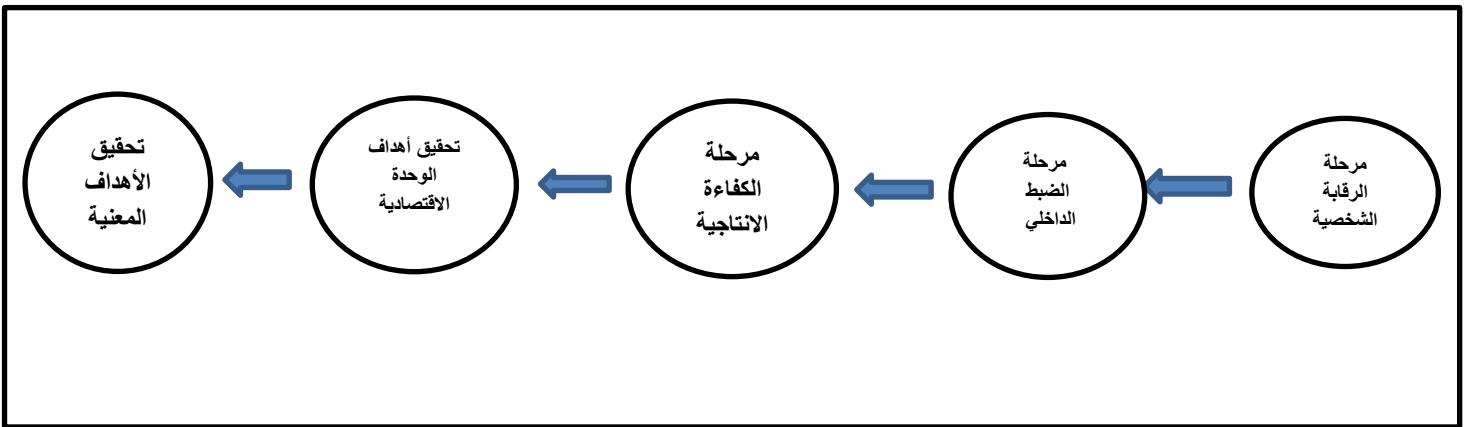 مرحلة
الرقابة
الشخصية
مرحلة
الضبط
الداخلي
مرحلة
الكفاءة
الانتاجية
تحقيق أهداف
الوحدة
الاقتصادية
تحقيق
الأهداف
المعنية